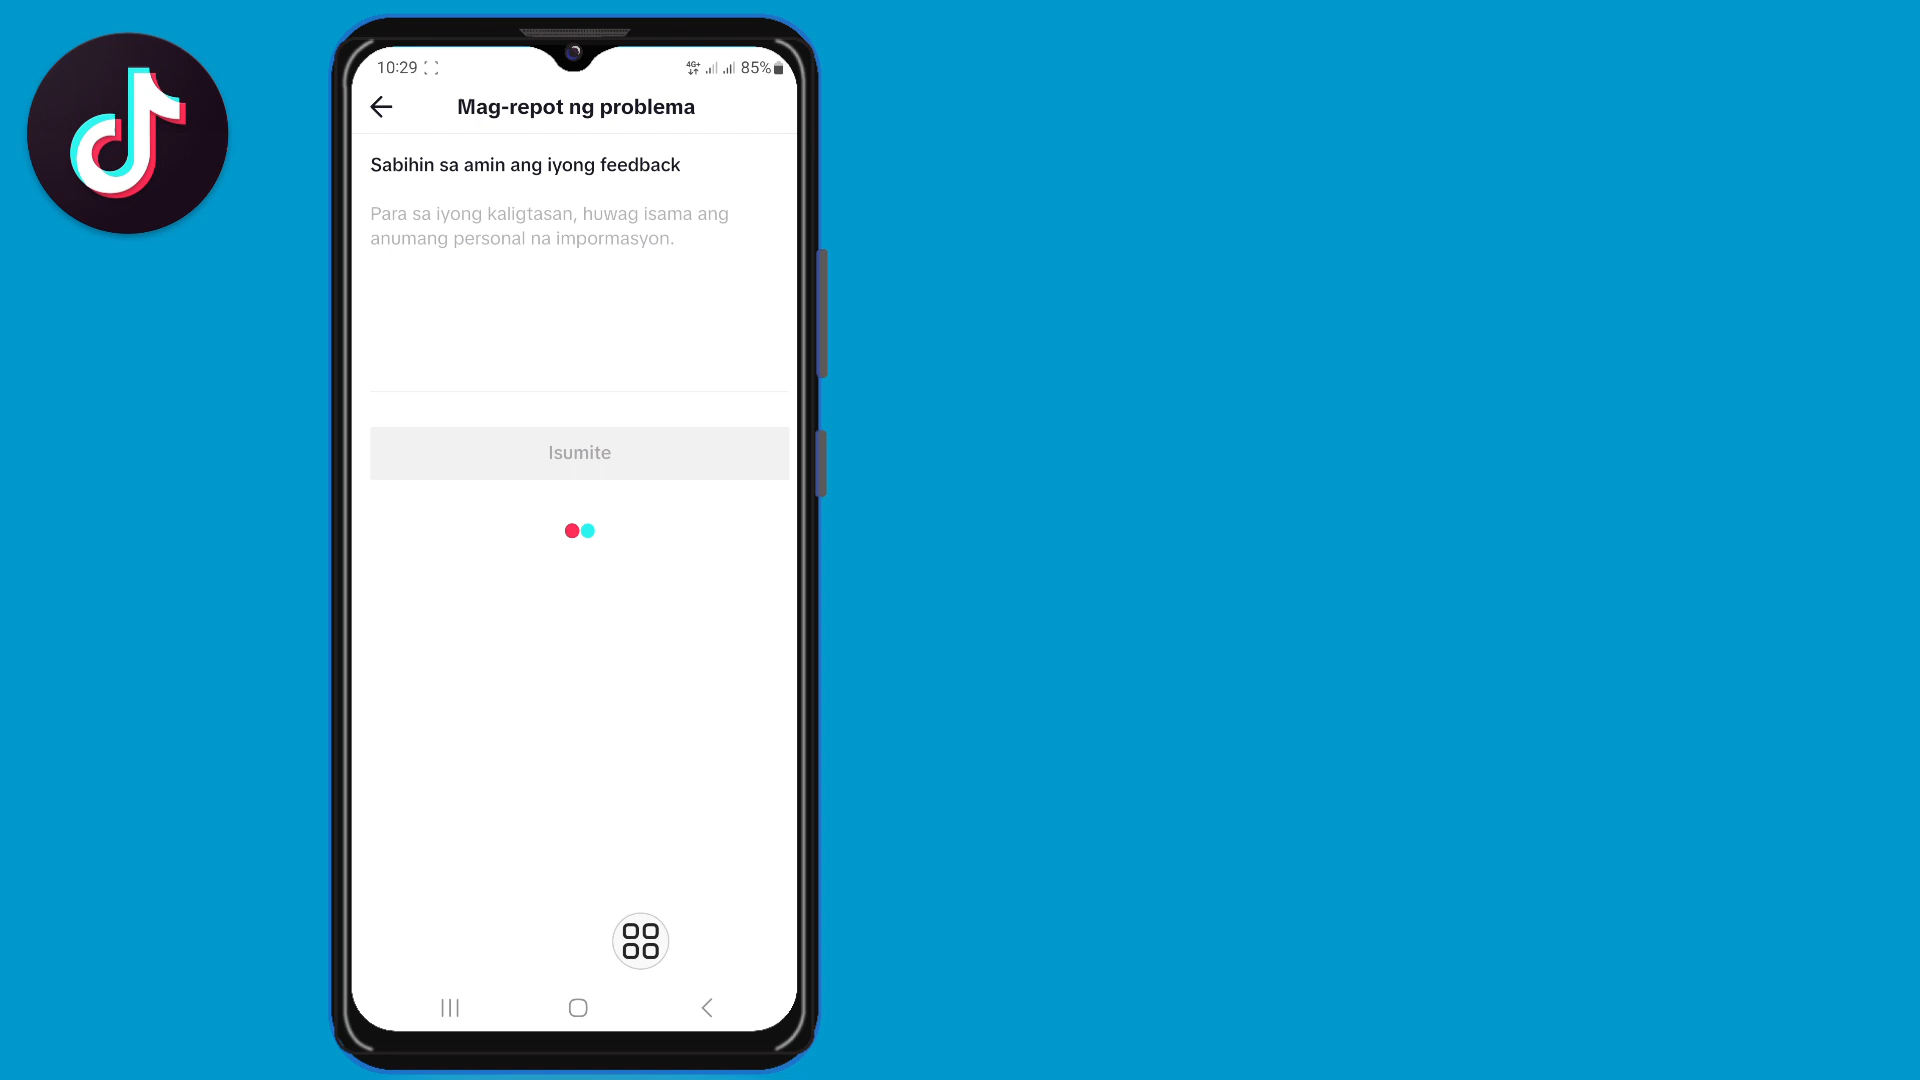 10:29 4G+ 85%
Mag-repot ng problema
Sabihin sa amin ang iyong feedback
Para sa iyong kaligtasan, huwag isama ang
anumang personal na impormasyon.
Isumite